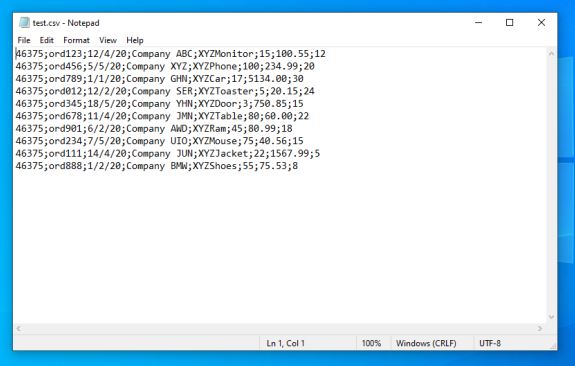 test.csv - Notepad
File Edit Format View Help
46375;ord123;12/4/20;Company ABC;XYZMonitor;15;100.55;12
46375;ord456;5/5/20;Company XYZ;XYZPhone;100;234.99;20
46375;ord789;1/1/20;Company GHN;XYZCar;17;5134.00;30
46375;ord012;12/2/20;Company SER;XYZToaster;5;20.15;24
46375;ord345;18/5/20;Company YHN;XYZDoor;3;750.85;15
46375;ord678;11/4/20;Company JMN;XYZTable;80;60.00;22
46375;ord901;6/2/20;Company AWD;XYZRam;45;80.99;18
46375;ord234;7/5/20;Company UIO;XYZMouse;75;40.56;15
46375;ord111;14/4/20;Company JUN;XYZJacket;22;1567.99;5
46375;ord888;1/2/20;Company BMW;XYZShoes;55;75.53;8
Ln 1, Col 1 100% Windows (CRLF) UTF-8